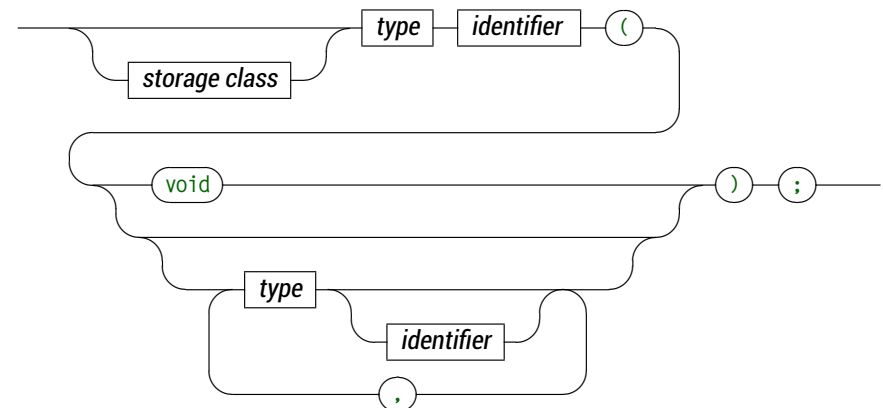 type identifier (
storage class
void ) ;
type
identifier
,